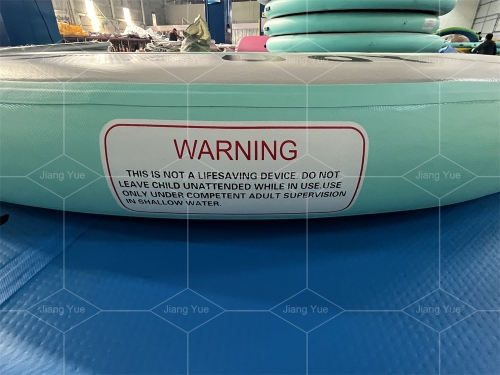 WARNING
THIS IS NOT A LIFESAVING DEVICE. DO NOT
LEAVE CHILD UNATTENDED WHILE IN USE.USE
ONLY UNDER COMPETENT ADULT SUPERVISION
IN SHALLOW WATER.
Jiang Yue Jiang Yue Jiang Yue Jiang Yue
Jiang Yue Jiang Yue Jiang Yue